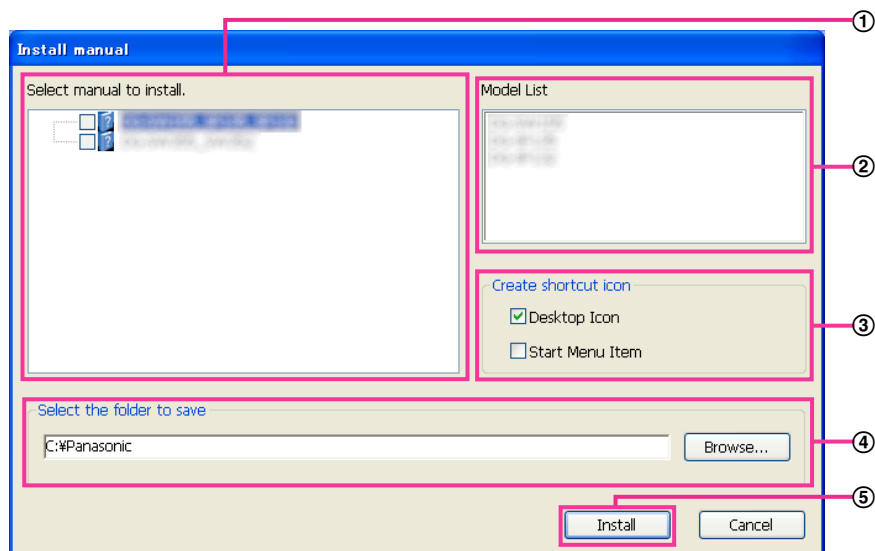 ①
Install manual
Select manual to install.
Model List
②
Create shortcut icon
Desktop Icon
③
Start Menu Item
Select the folder to save
C:¥Panasonic
Browse...
④
⑤
Install
Cancel